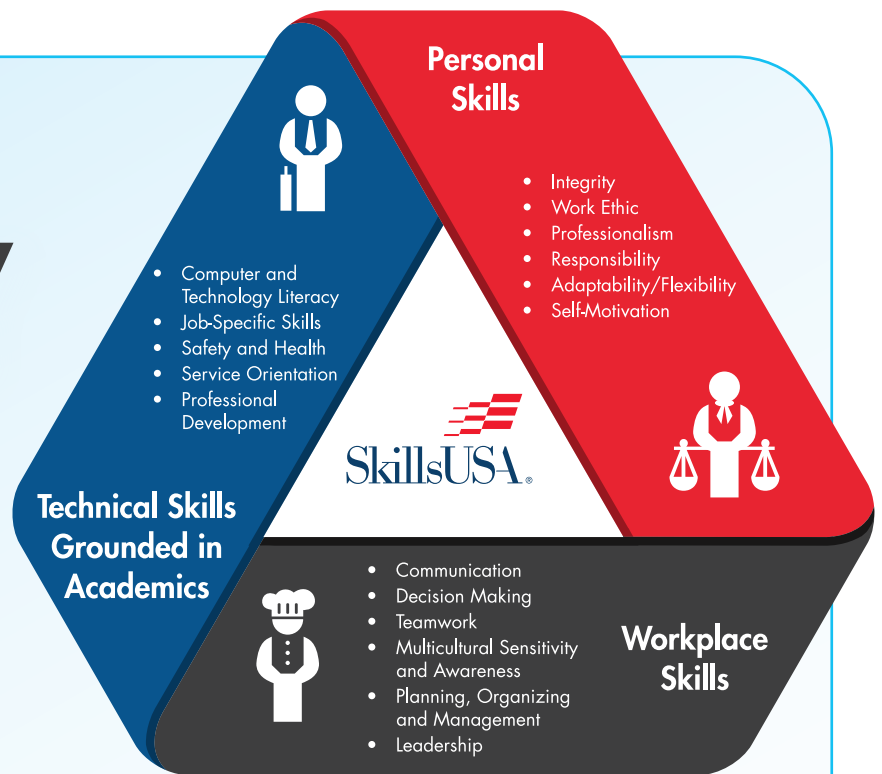 Personal
Skills
• Integrity
• Work Ethic
• Professionalism
• Responsibility
• Adaptability/Flexibility
• Self-Motivation
• Computer and
Technology Literacy
• Job-Specific Skills
• Safety and Health
• Service Orientation
• Professional
Development
Technical Skills
Grounded in
Academics
SkillsUSA®
• Communication
• Decision Making
• Teamwork
• Multicultural Sensitivity
and Awareness
• Planning, Organizing
and Management
• Leadership
Workplace
Skills